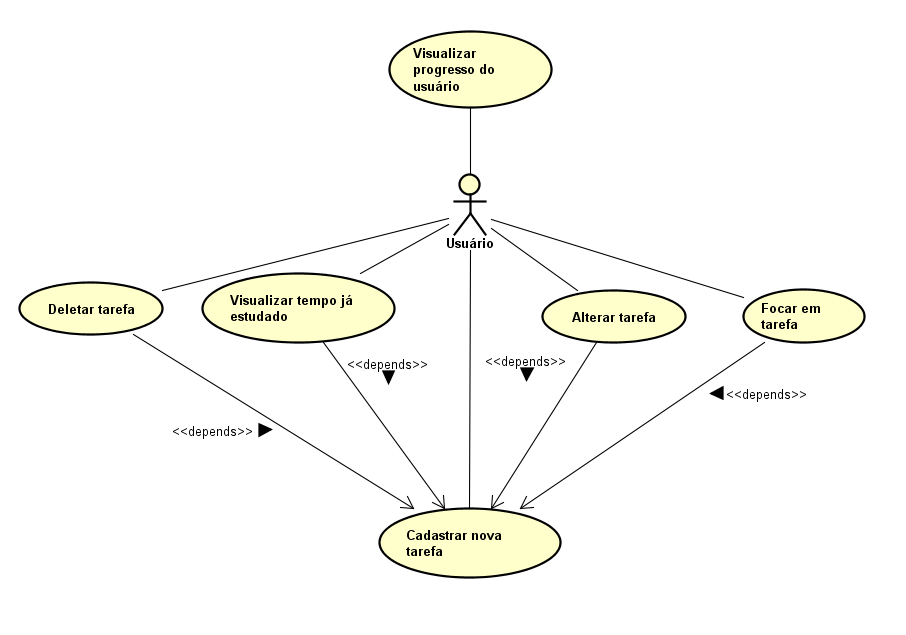 Visualizar
progresso do
usuário
Usuário
Deletar tarefa
Visualizar tempo já
estudado
Alterar tarefa
Focar em
tarefa
<<depends>>
<<depends>>
<<depends>>
<<depends>>
Cadastrar nova
tarefa